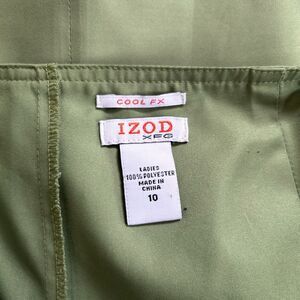 COOL FX
IZOD
XFG
LADIES
100% POLYESTER
MADE IN
CHINA
10